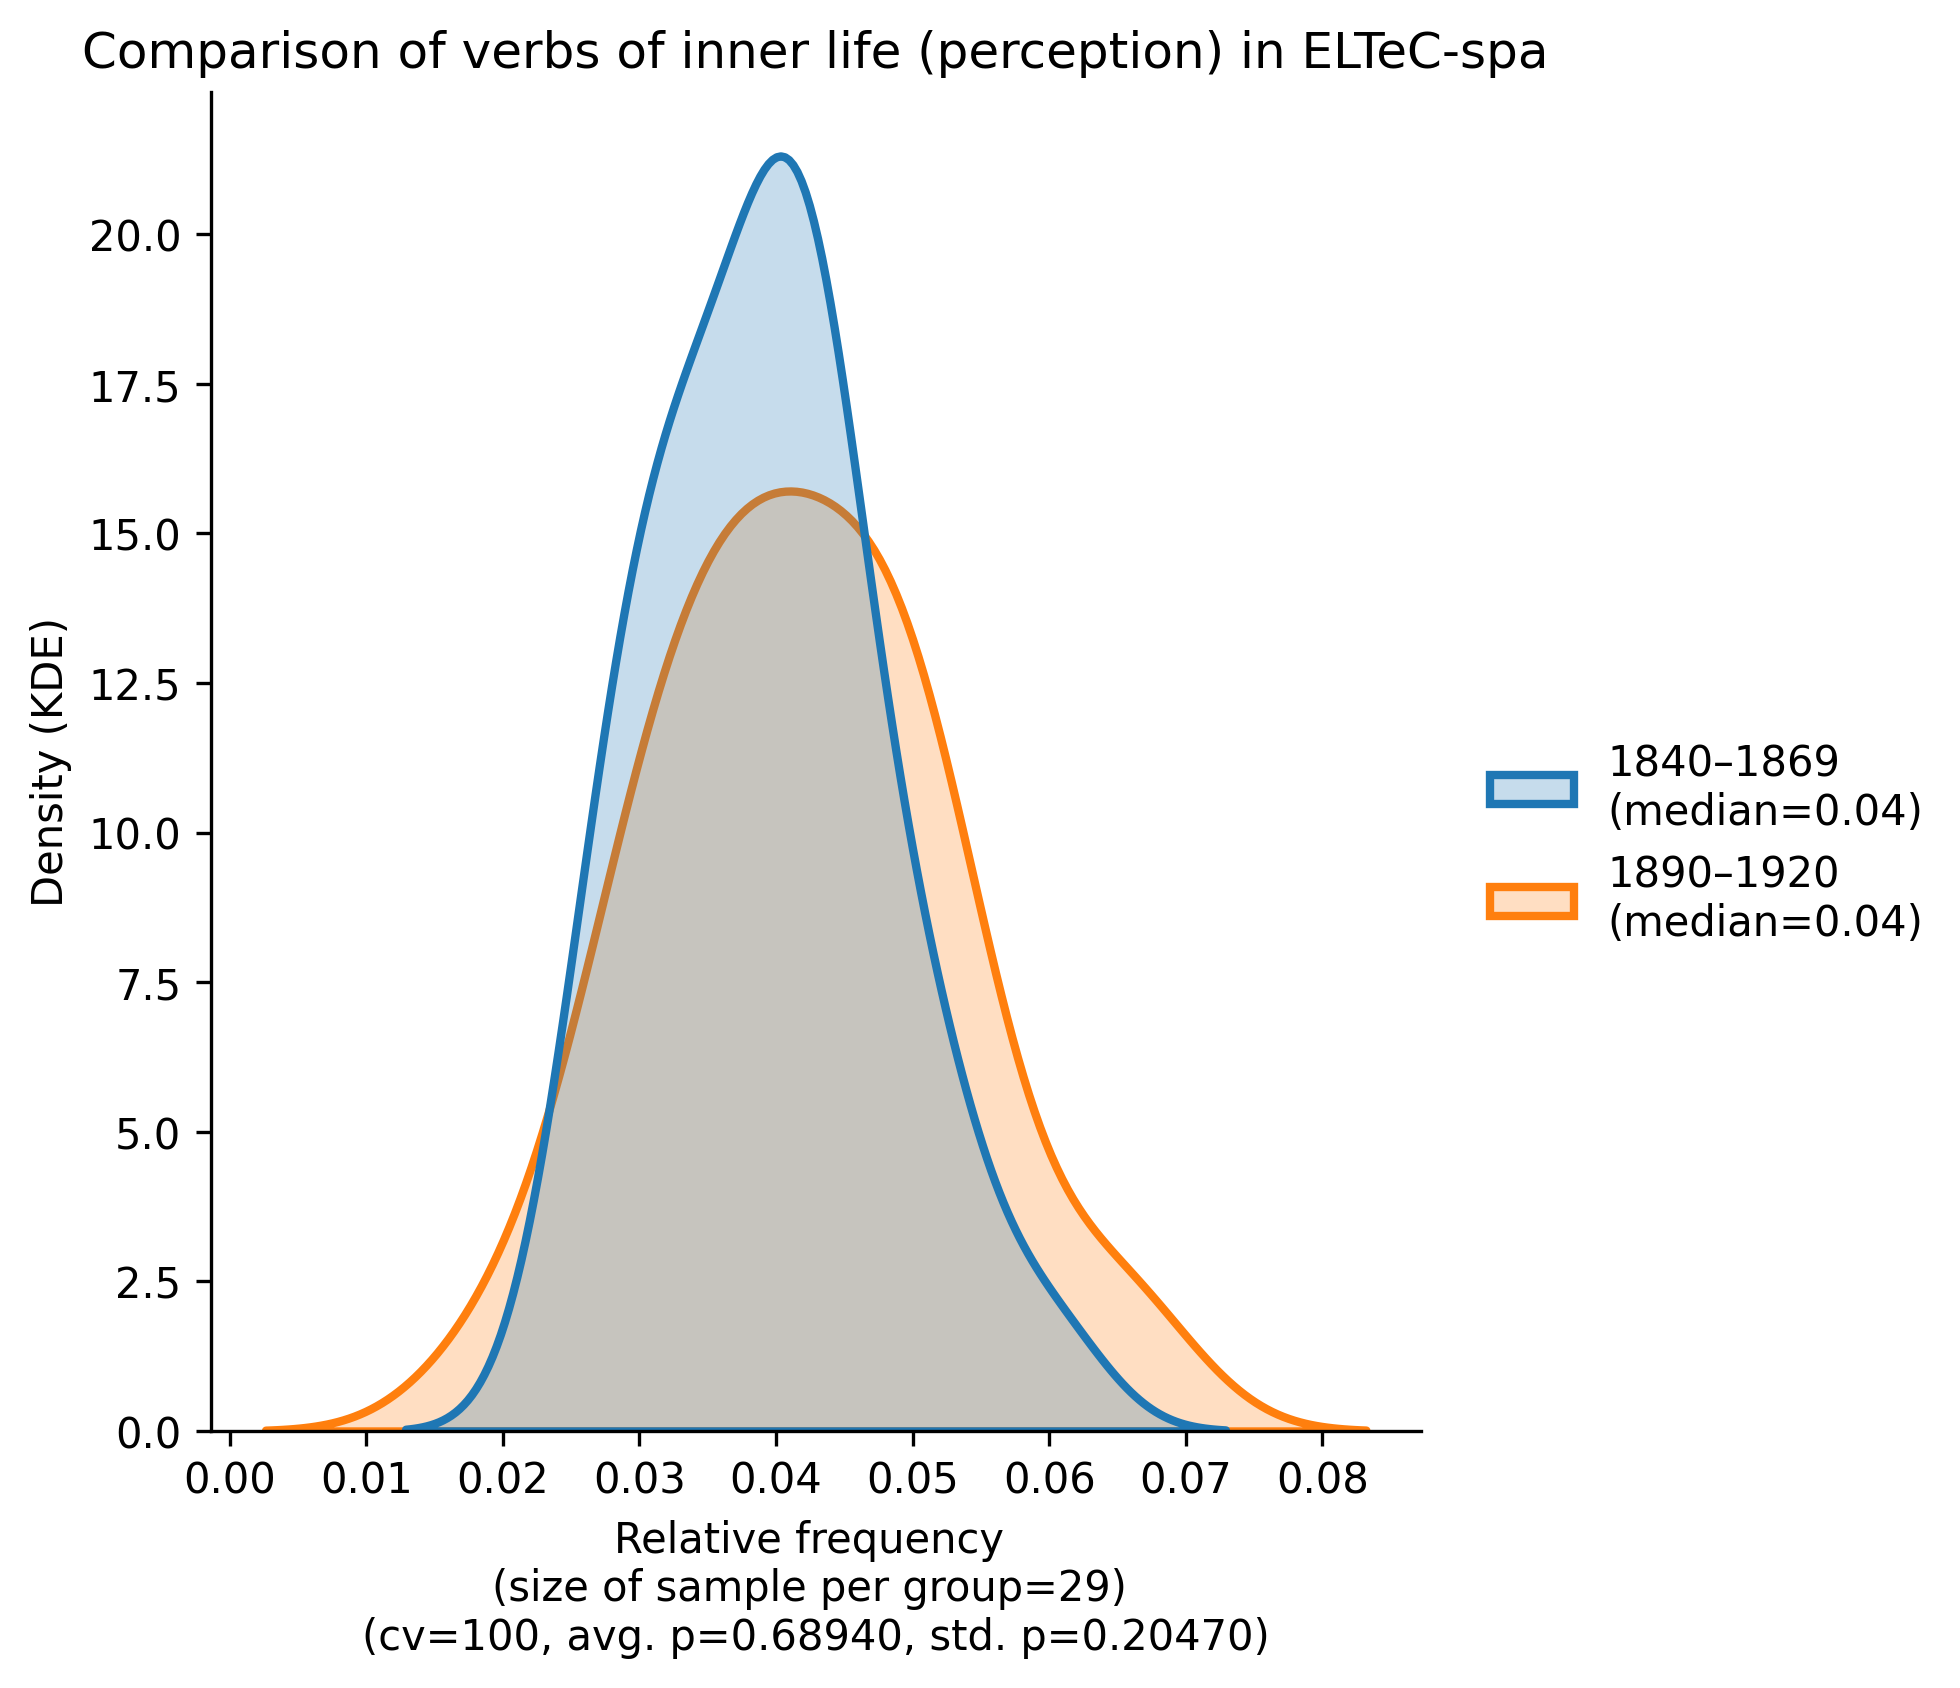 Comparison of verbs of inner life (perception) in ELTeC-spa
Density (KDE)
20.0
17.5
15.0
12.5
10.0
7.5
5.0
2.5
0.0
0.00 0.01 0.02 0.03 0.04 0.05 0.06 0.07 0.08
Relative frequency
(size of sample per group=29)
(cv=100, avg. p=0.68940, std. p=0.20470)
1840–1869
(median=0.04)
1890–1920
(median=0.04)